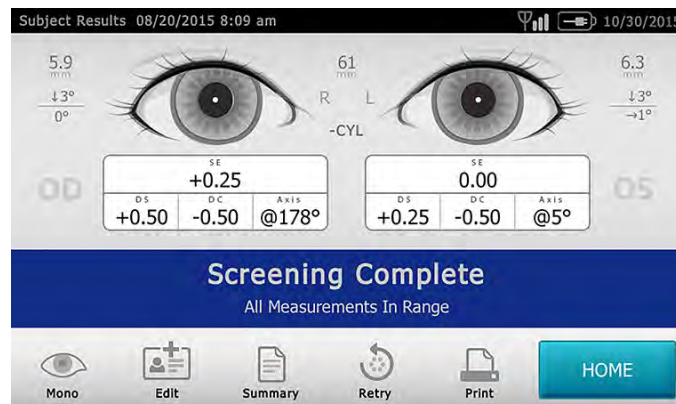 Subject Results 08/20/2015 8:09 am 10/30/2015
5.9 mm
↓3°
0°
61 mm
R L
-CYL
6.3 mm
↓3°
→1°
OD
SE
+0.25
DS DC Axis
+0.50 -0.50 @178°
SE
0.00
DS DC Axis
+0.25 -0.50 @5°
OS
Screening Complete
All Measurements In Range
Mono Edit Summary Retry Print HOME